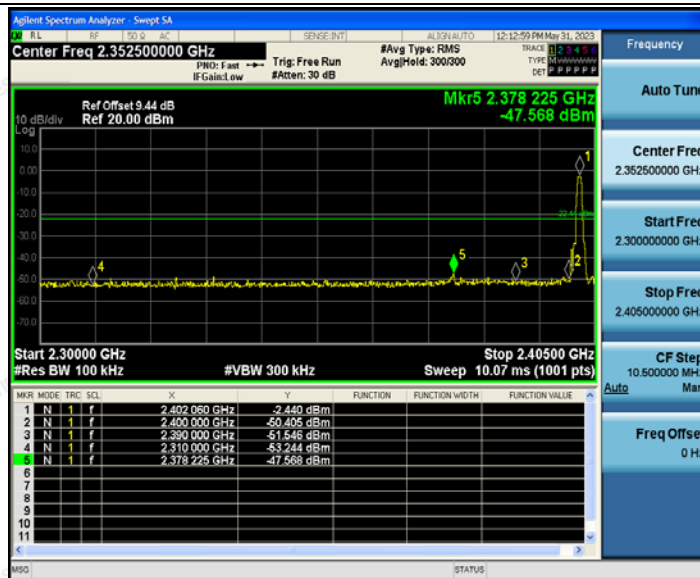 Agilent Spectrum Analyzer - Swept SA
RL RF 50 Ω AC SENSE:INT ALIGN AUTO 12:12:59 PM May 31, 2023
Center Freq 2.352500000 GHz
PNO: Fast
IFGain:Low
Trig: Free Run
#Atten: 30 dB
#Avg Type: RMS
Avg|Hold: 300/300
TRACE 1 2 3 4 5 6
TYPE M
DET P P P P P P
Frequency
Ref Offset 9.44 dB
Ref 20.00 dBm
10 dB/div
Log
Mkr5 2.378 225 GHz
-47.568 dBm
10.0
0.00
-10.0
-20.0
-30.0
-40.0
-50.0
-60.0
-70.0
1
2
3
4
5
Start 2.30000 GHz
Stop 2.40500 GHz
#Res BW 100 kHz
#VBW 300 kHz
Sweep 10.07 ms (1001 pts)
MKR MODE TRC SCL X Y FUNCTION FUNCTION WIDTH FUNCTION VALUE
1 N 1 f 2.402 060 GHz -2.440 dBm
2 N 1 f 2.400 000 GHz -50.405 dBm
3 N 1 f 2.390 000 GHz -51.546 dBm
4 N 1 f 2.310 000 GHz -53.244 dBm
5 N 1 f 2.378 225 GHz -47.568 dBm
6
7
8
9
10
11
MSG
STATUS
Auto Tune
Center Freq
2.352500000 GHz
Start Freq
2.300000000 GHz
Stop Freq
2.405000000 GHz
CF Step
10.500000 MHz
Auto Man
Freq Offset
0 Hz